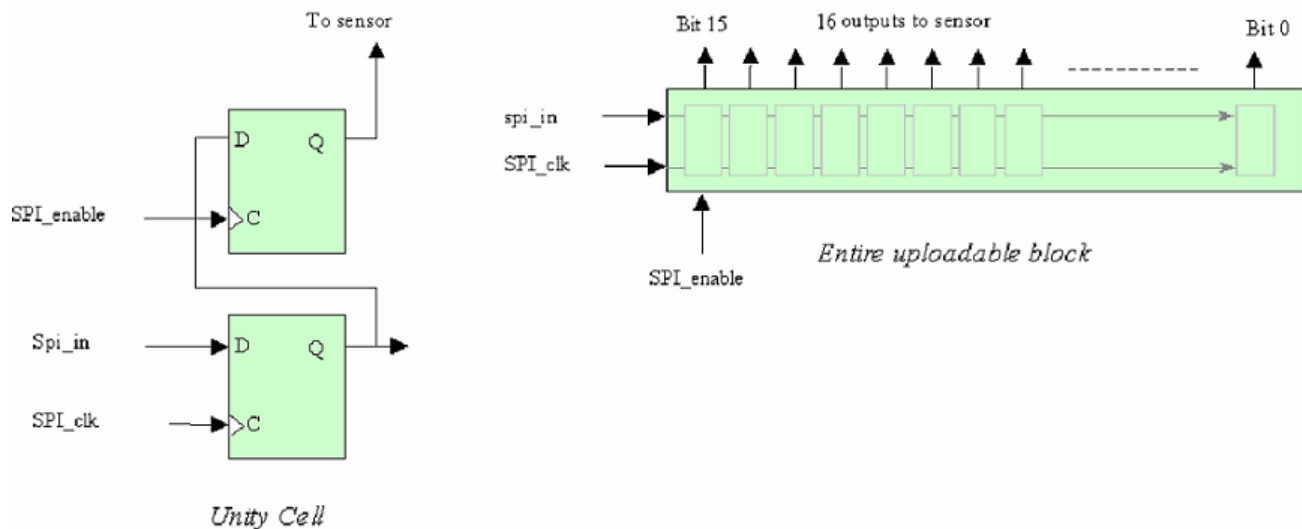 To sensor
D
Q
SPI_enable
C
Spi_in
D
Q
SPI_clk
C
Unity Cell
Bit 15
16 outputs to sensor
Bit 0
spi_in
SPI_clk
SPI_enable
Entire uploadable block